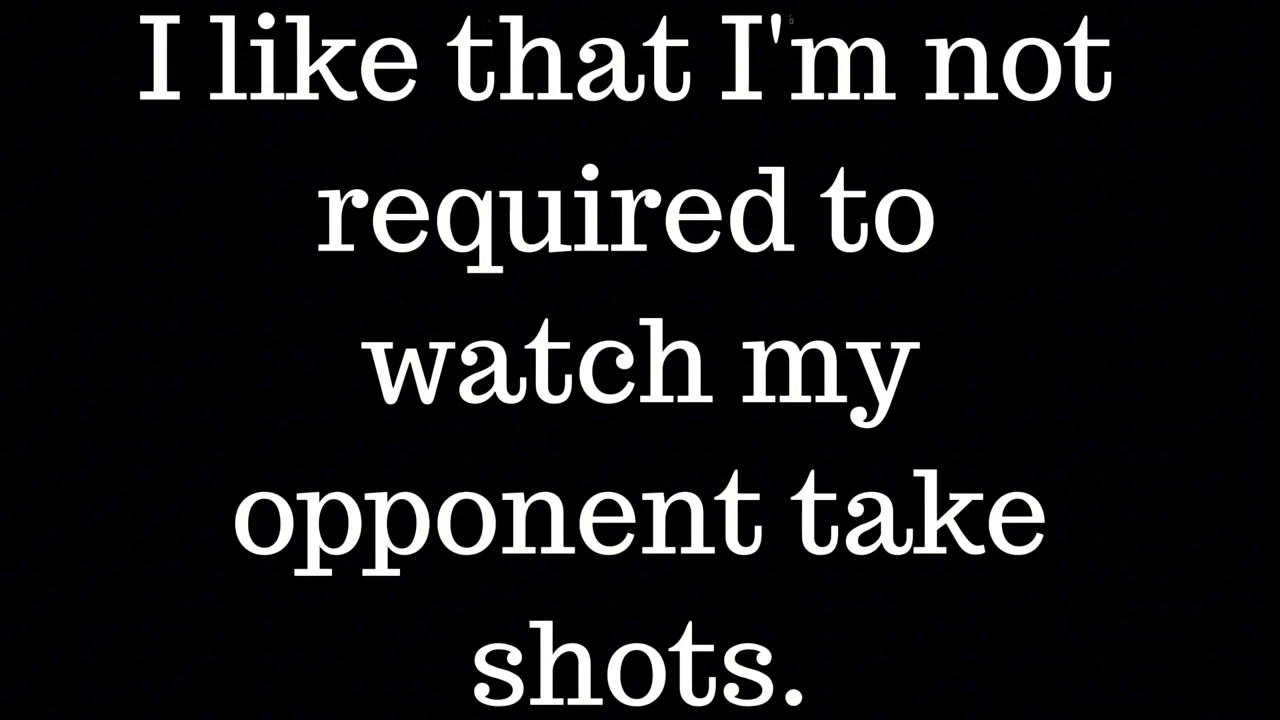 I like that I'm not
required to
watch my
opponent take
shots.